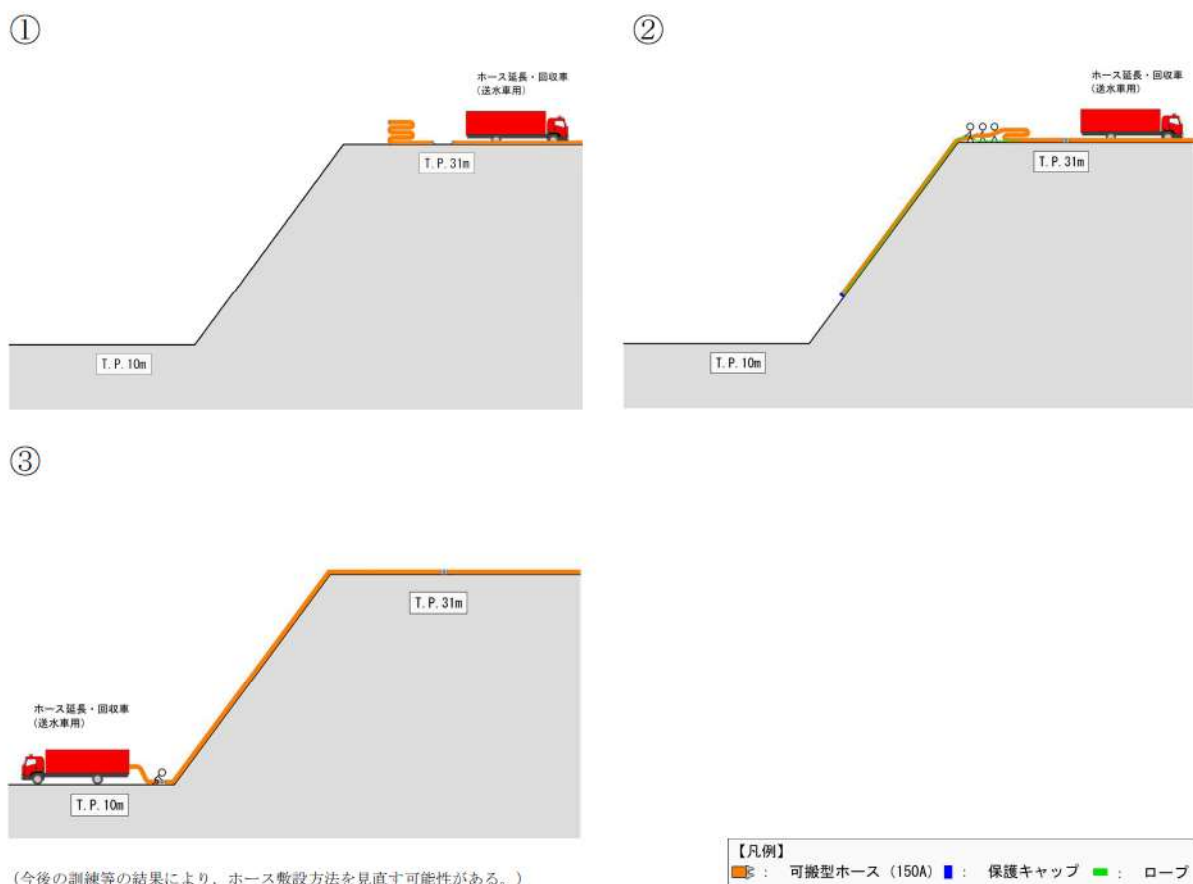 ①
ホース延長・回収車
(送水車用)
T.P.31m
T.P.10m
②
ホース延長・回収車
(送水車用)
T.P.31m
T.P.10m
③
T.P.31m
ホース延長・回収車
(送水車用)
T.P.10m
(今後の訓練等の結果により、ホース敷設方法を見直す可能性がある。)
【凡例】
： 可搬型ホース (150A) ： 保護キャップ ： ロープ